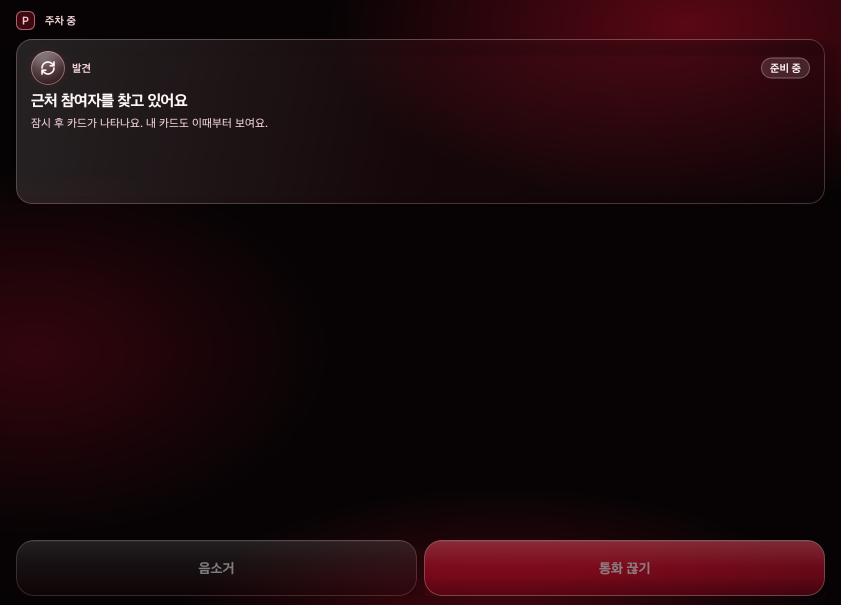 P 주차 중
발견
준비 중
근처 참여자를 찾고 있어요
잠시 후 카드가 나타나요. 내 카드도 이때부터 보여요.
음소거
통화 끊기